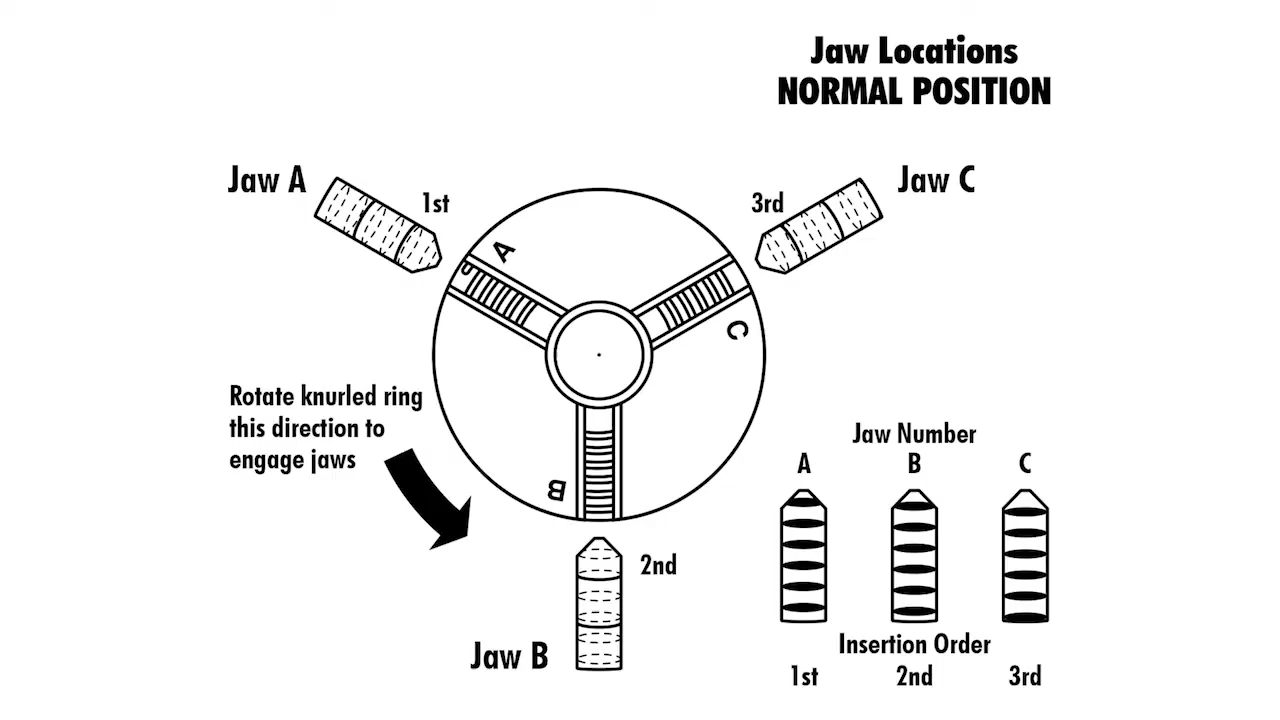 Jaw Locations
NORMAL POSITION
Jaw A
1st
3rd
Jaw C
A
C
Rotate knurled ring
this direction to
engage jaws
B
2nd
Jaw B
Jaw Number
A B C
Insertion Order
1st 2nd 3rd